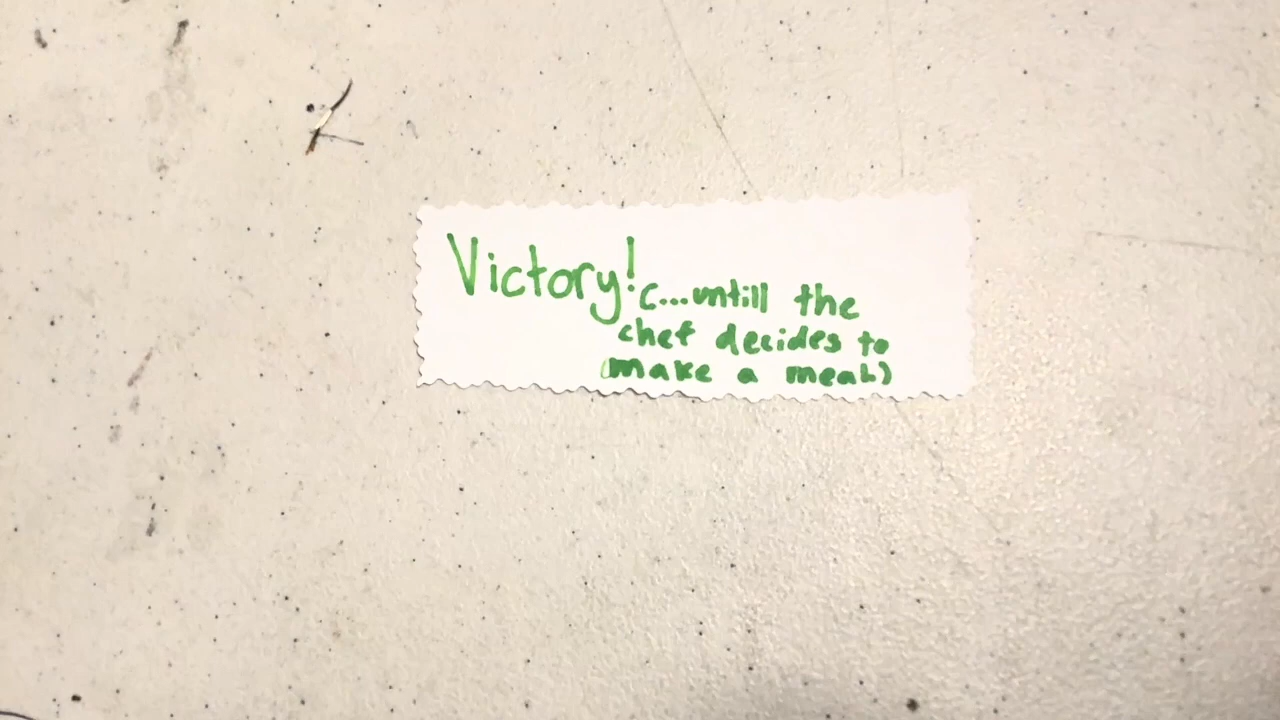 Victory!
(...untill the
chef decides to
make a meal)